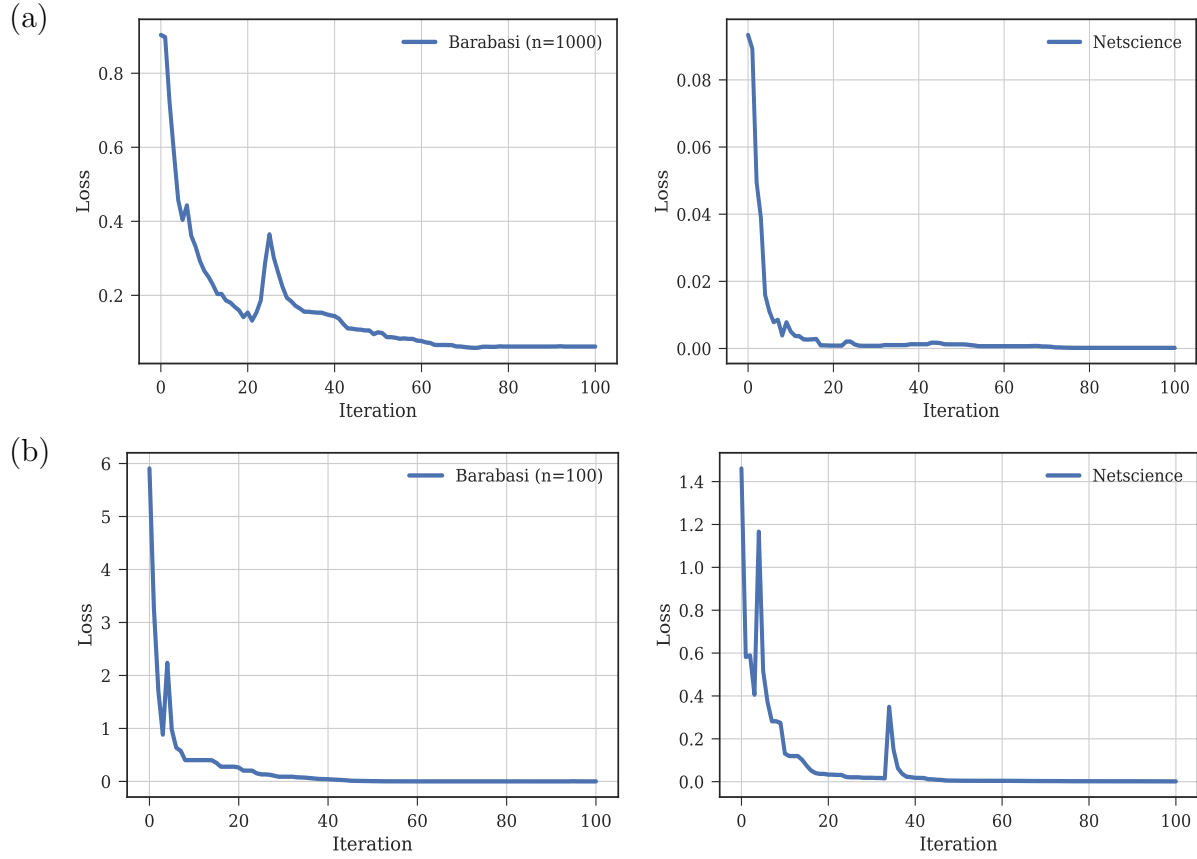 (a)
Barabasi (n=1000)
Loss
0.8
0.6
0.4
0.2
0 20 40 60 80 100
Iteration
Netscience
Loss
0.08
0.06
0.04
0.02
0.00
0 20 40 60 80 100
Iteration
(b)
Barabasi (n=100)
Loss
6
5
4
3
2
1
0
0 20 40 60 80 100
Iteration
Netscience
Loss
1.4
1.2
1.0
0.8
0.6
0.4
0.2
0.0
0 20 40 60 80 100
Iteration